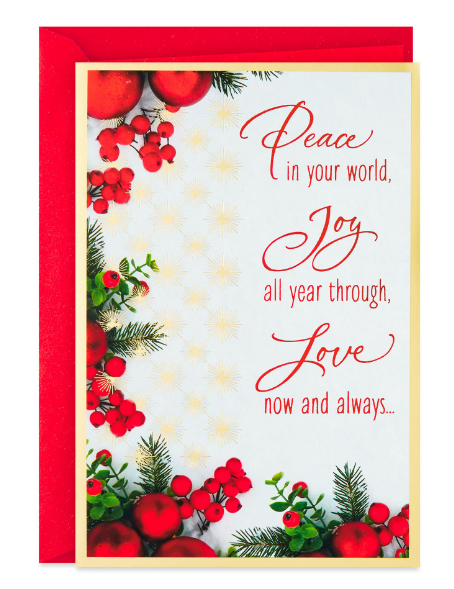 Peace
in your world,
Joy
all year through,
Love
now and always...